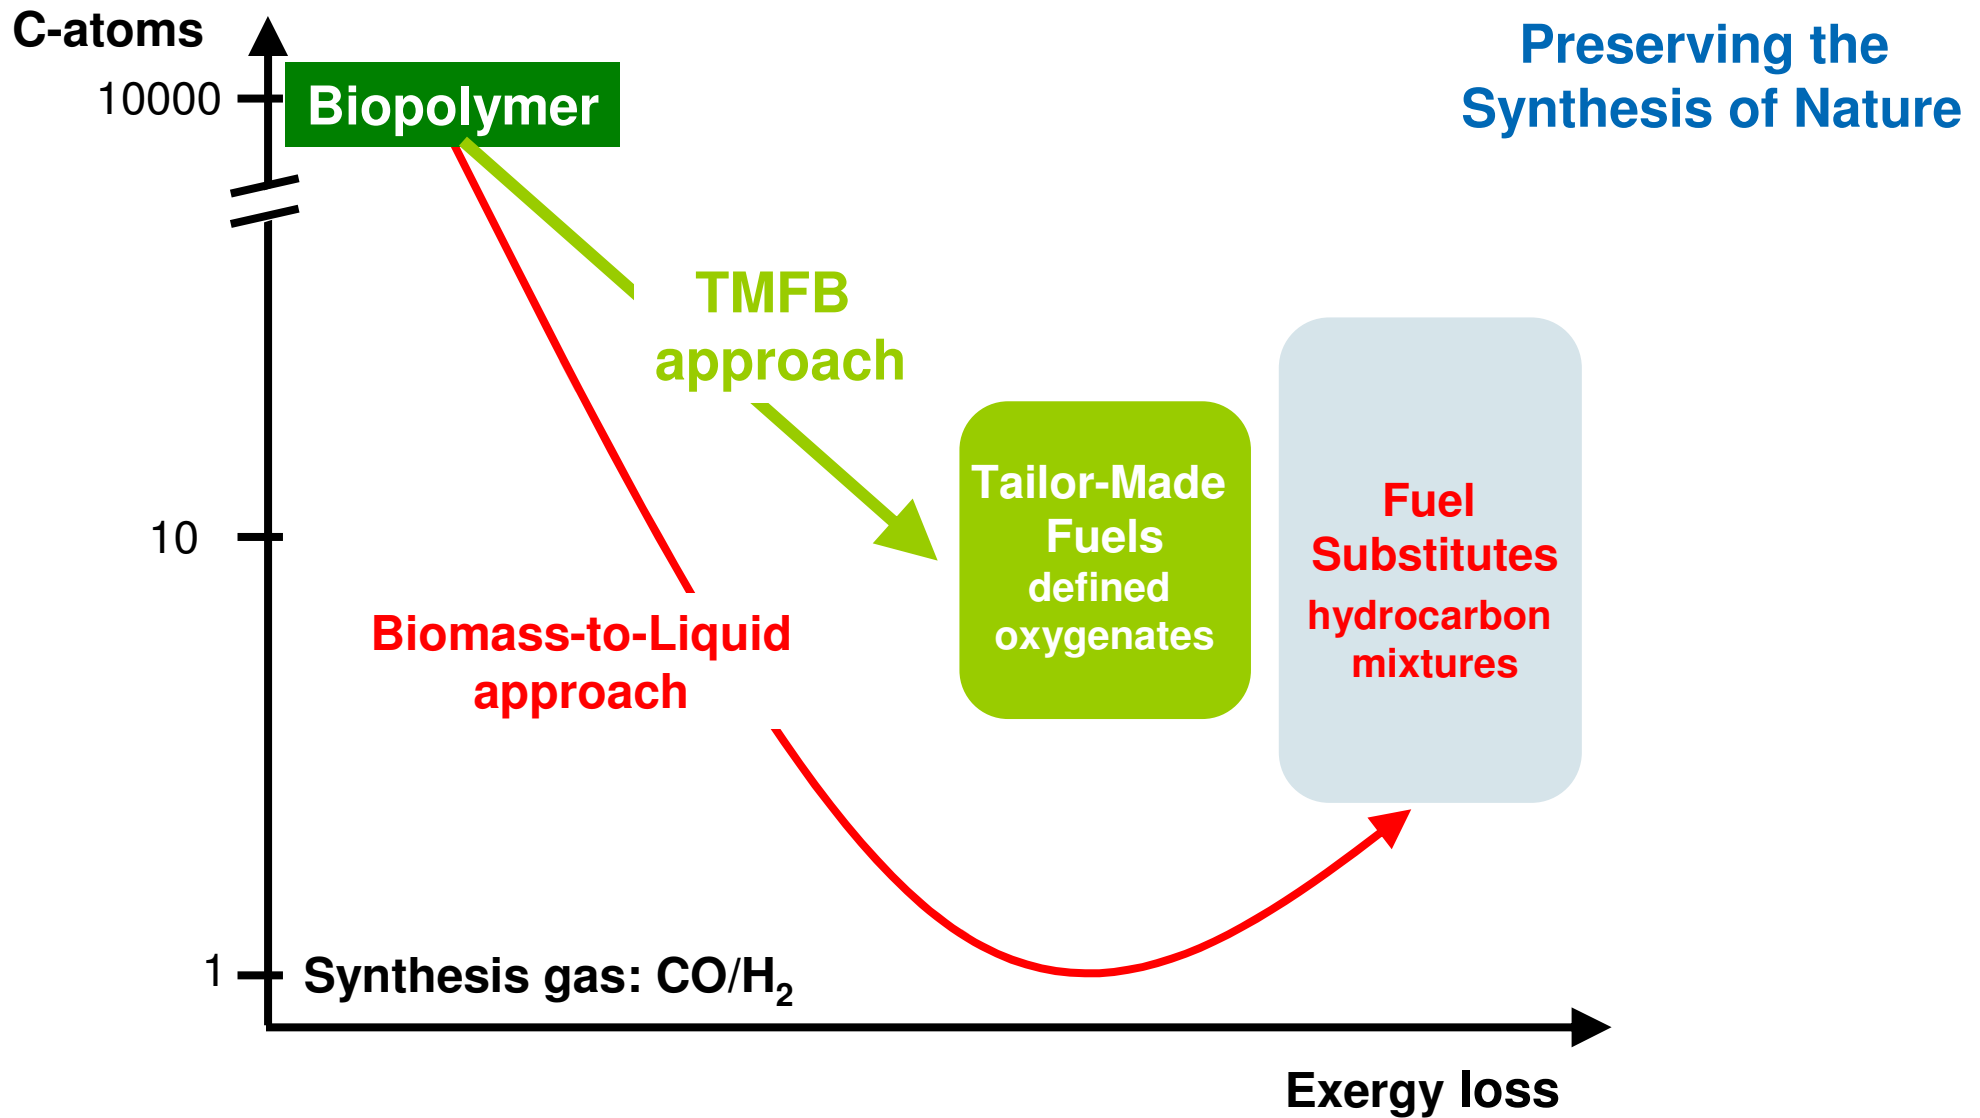 C-atoms
Preserving the
Synthesis of Nature
10000
Biopolymer
TMFB
approach
Tailor-Made
Fuels
defined
oxygenates
Fuel
Substitutes
hydrocarbon
mixtures
10
Biomass-to-Liquid
approach
1
Synthesis gas: CO/H₂
Exergy loss